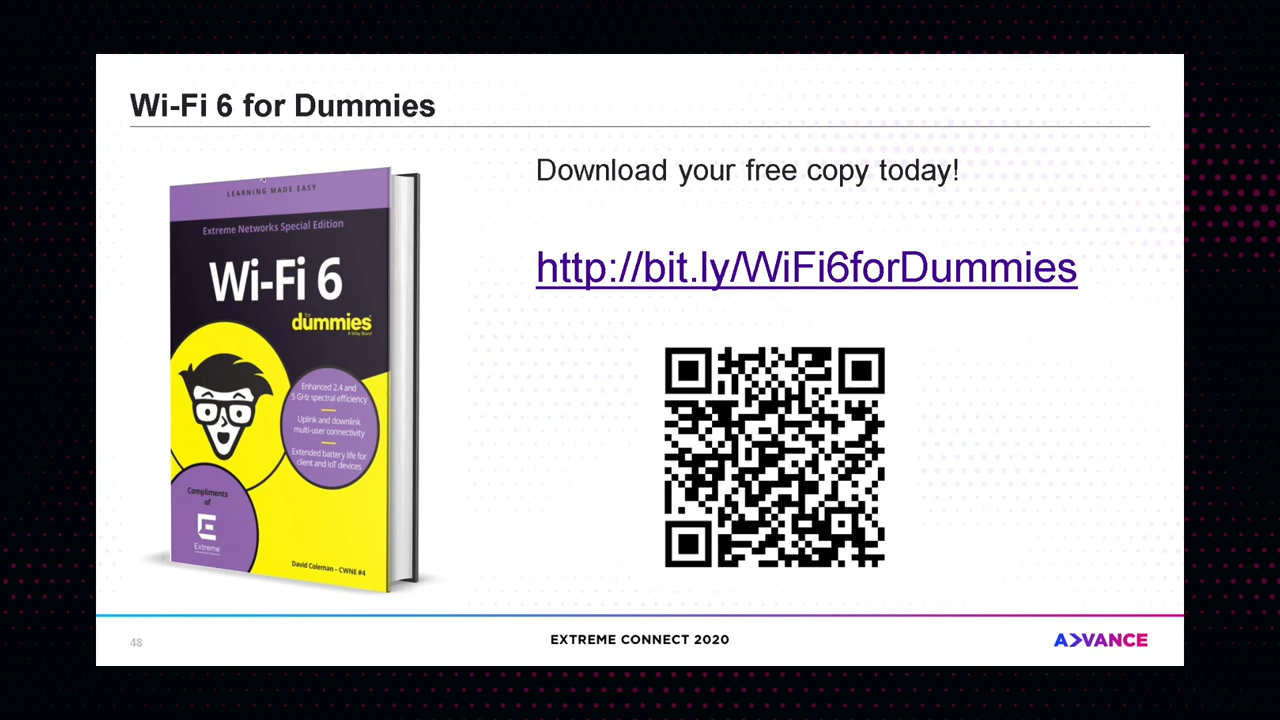 Wi-Fi 6 for Dummies
Download your free copy today!
http://bit.ly/WiFi6forDummies
LEARNING MADE EASY
Extreme Networks Special Edition
Wi-Fi 6
for
dummies
A Wiley Brand
Enhanced 2.4 and
5 GHz spectral efficiency
Uplink and downlink
multi-user connectivity
Extended battery life for
client and IoT devices
Compliments
of
Extreme
David Coleman – CWNE #4
48
EXTREME CONNECT 2020
ADVANCE